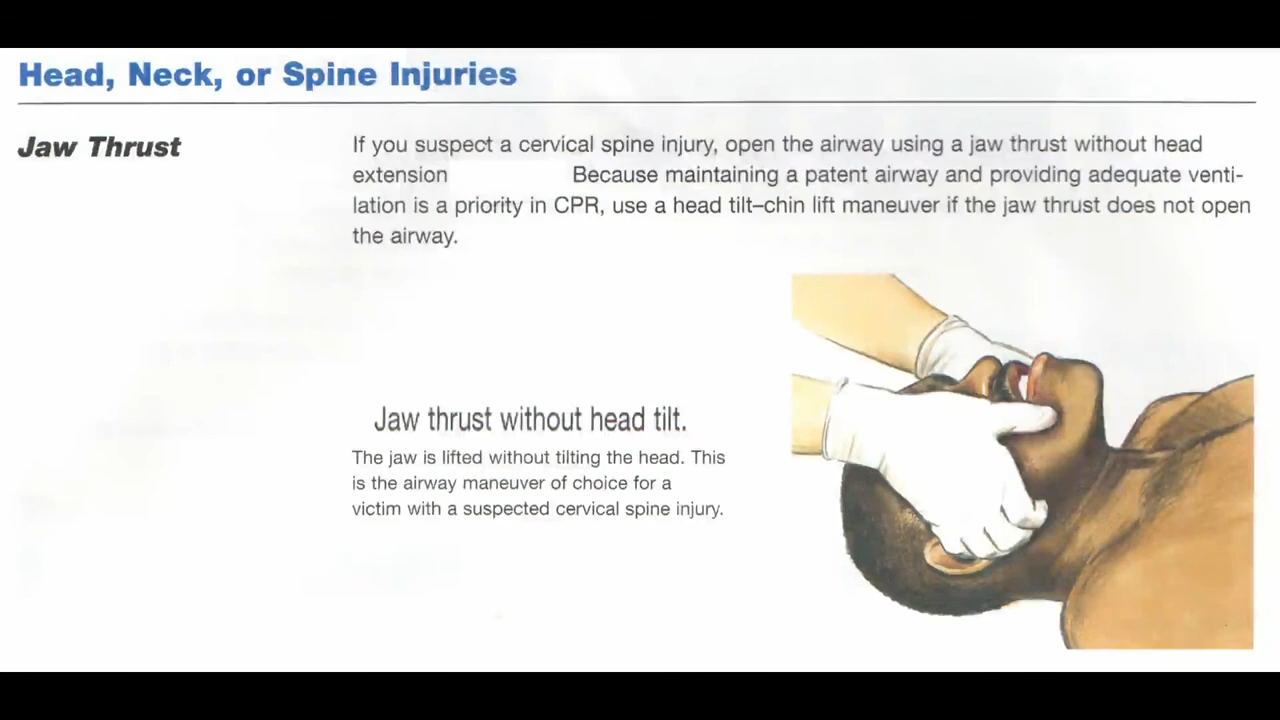 Head, Neck, or Spine Injuries
Jaw Thrust
If you suspect a cervical spine injury, open the airway using a jaw thrust without head
extension Because maintaining a patent airway and providing adequate venti-
lation is a priority in CPR, use a head tilt–chin lift maneuver if the jaw thrust does not open
the airway.
Jaw thrust without head tilt.
The jaw is lifted without tilting the head. This
is the airway maneuver of choice for a
victim with a suspected cervical spine injury.